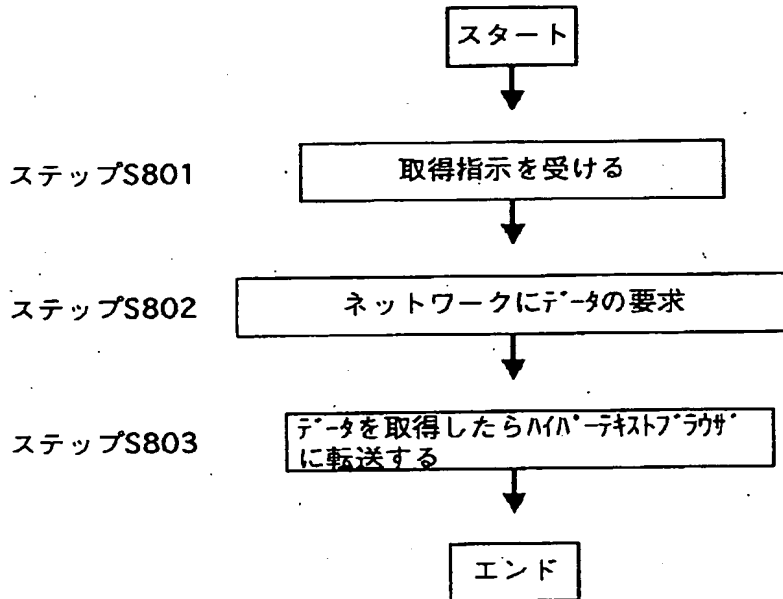 スタート
ステップS801
取得指示を受ける
ステップS802
ネットワークにﾃﾞｰﾀの要求
ステップS803
ﾃﾞｰﾀを取得したらﾊｲﾊﾟｰﾃｷｽﾄﾌﾞﾗｳｻﾞ
に転送する
エンド